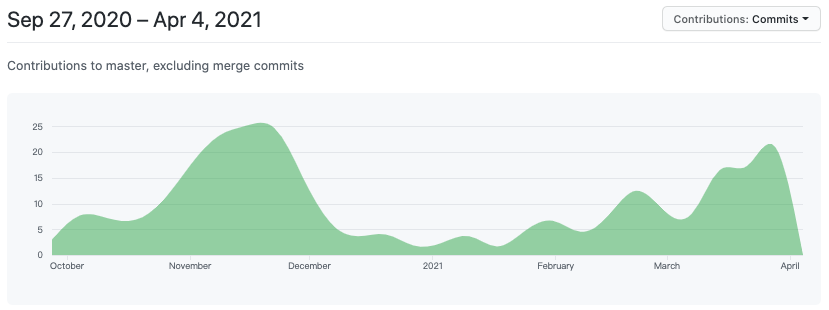 Sep 27, 2020 – Apr 4, 2021
Contributions: Commits
Contributions to master, excluding merge commits
25
20
15
10
5
0
October November December 2021 February March April